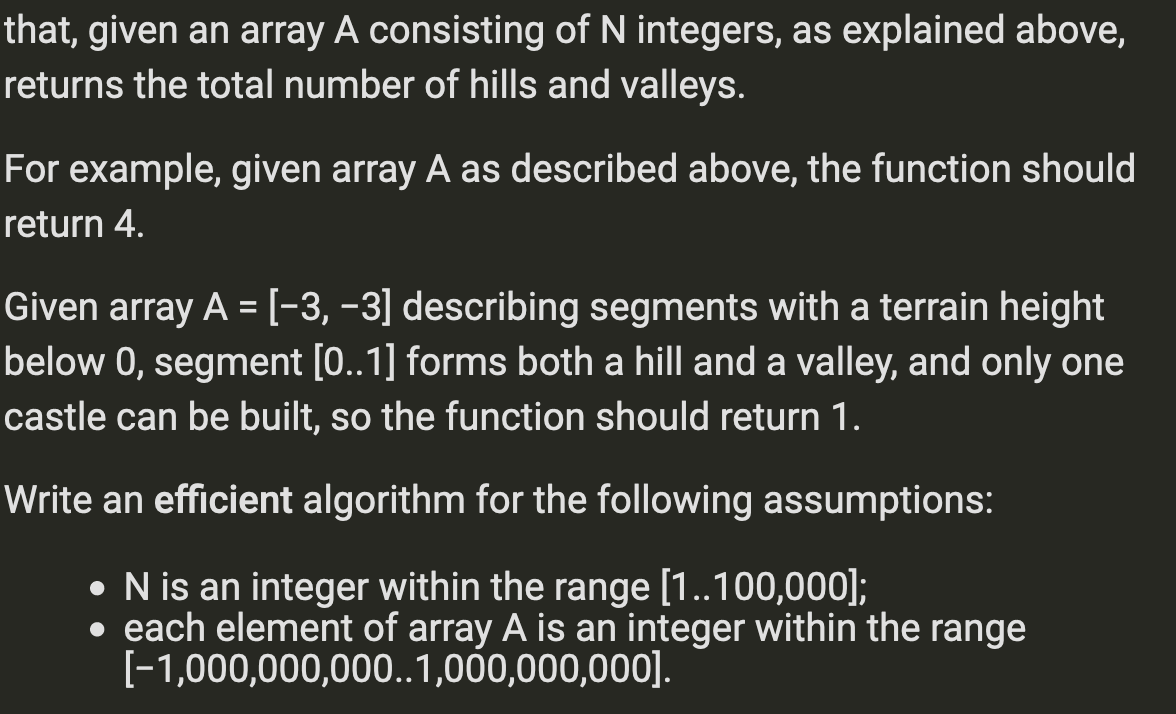 that, given an array A consisting of N integers, as explained above,
returns the total number of hills and valleys.
For example, given array A as described above, the function should
return 4.
Given array A = [−3, −3] describing segments with a terrain height
below 0, segment [0..1] forms both a hill and a valley, and only one
castle can be built, so the function should return 1.
Write an efficient algorithm for the following assumptions:
• N is an integer within the range [1..100,000];
• each element of array A is an integer within the range
[−1,000,000,000..1,000,000,000].